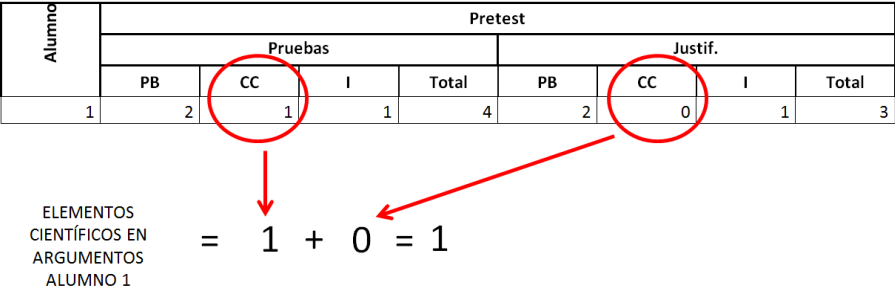 Alumno
Pretest
Pruebas Justif.
PB CC I Total PB CC I Total
1 2 1 1 4 2 0 1 3
ELEMENTOS
CIENTÍFICOS EN
ARGUMENTOS
ALUMNO 1
= 1 + 0 = 1